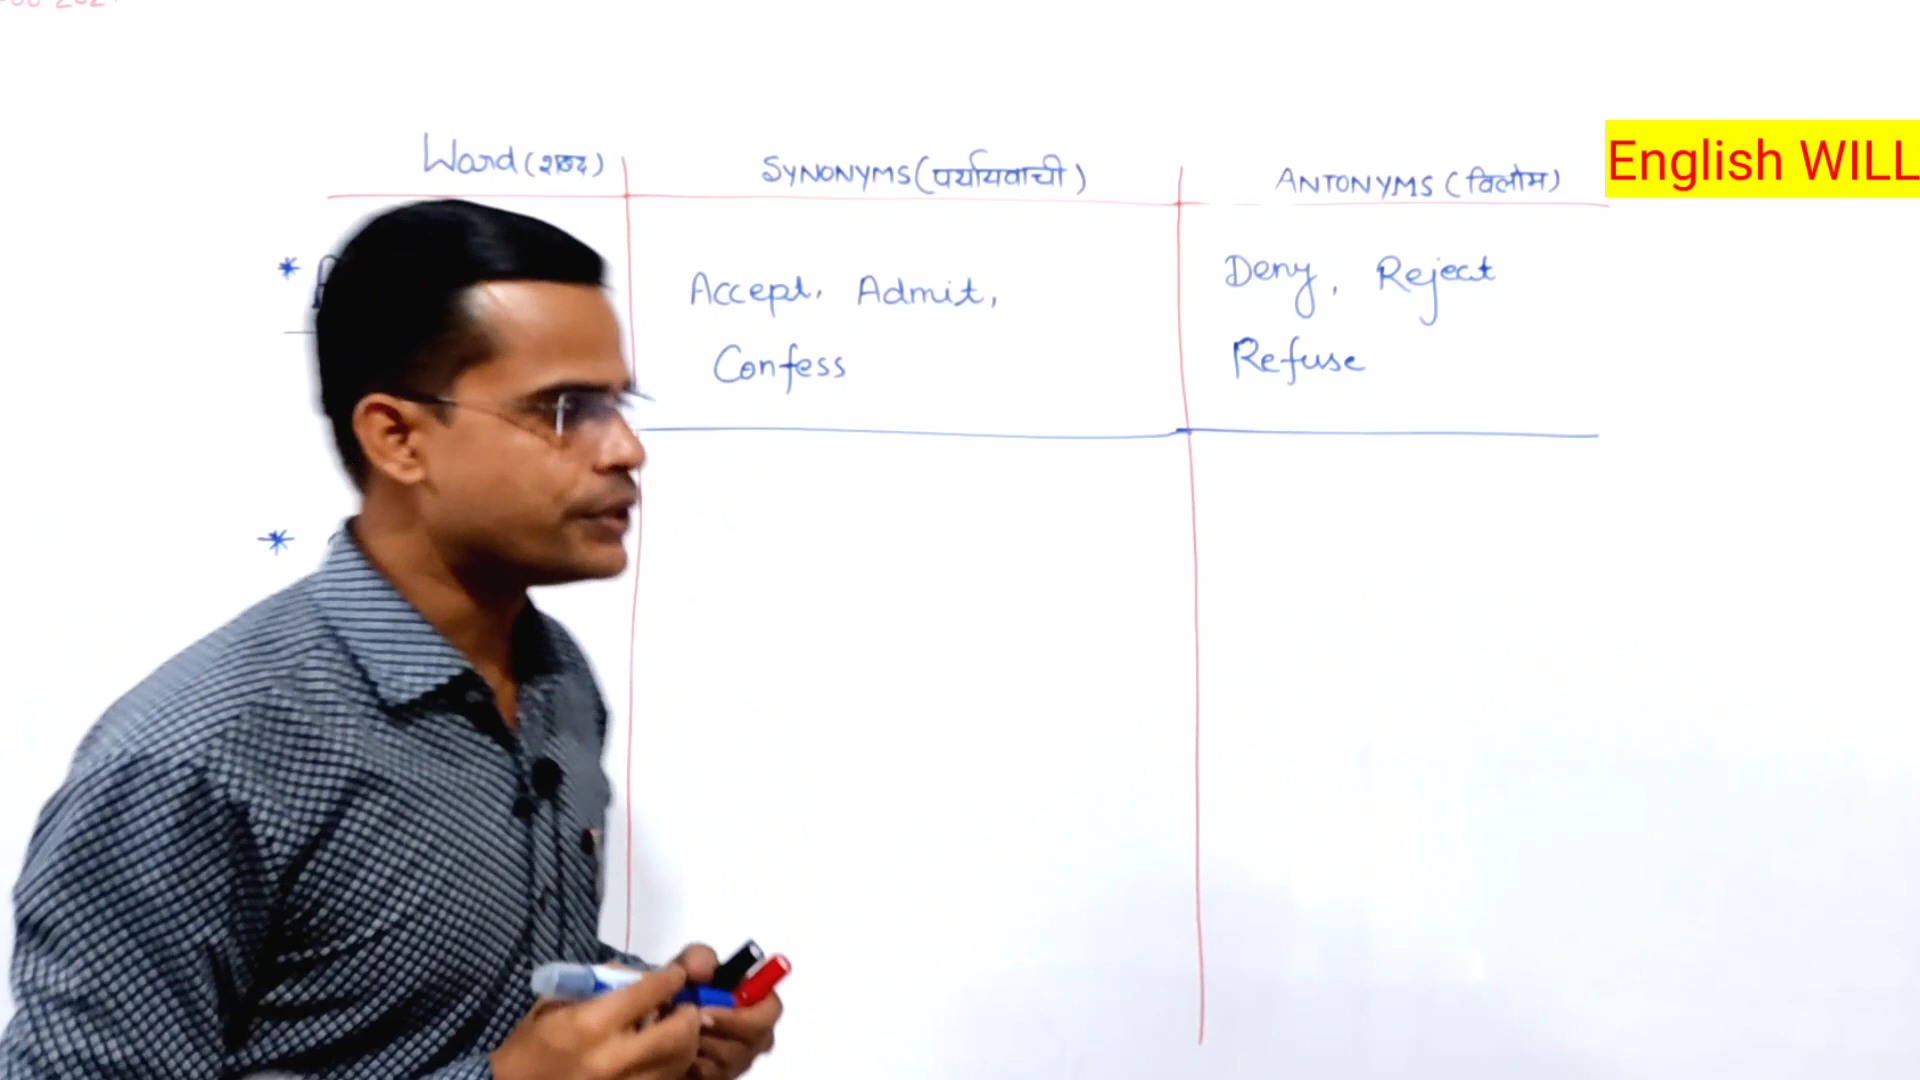 Word (शब्द)
SYNONYMS (पर्यायवाची)
ANTONYMS (विलोम)
English WILL
*
Accept, Admit,
Confess
Deny, Reject
Refuse
*